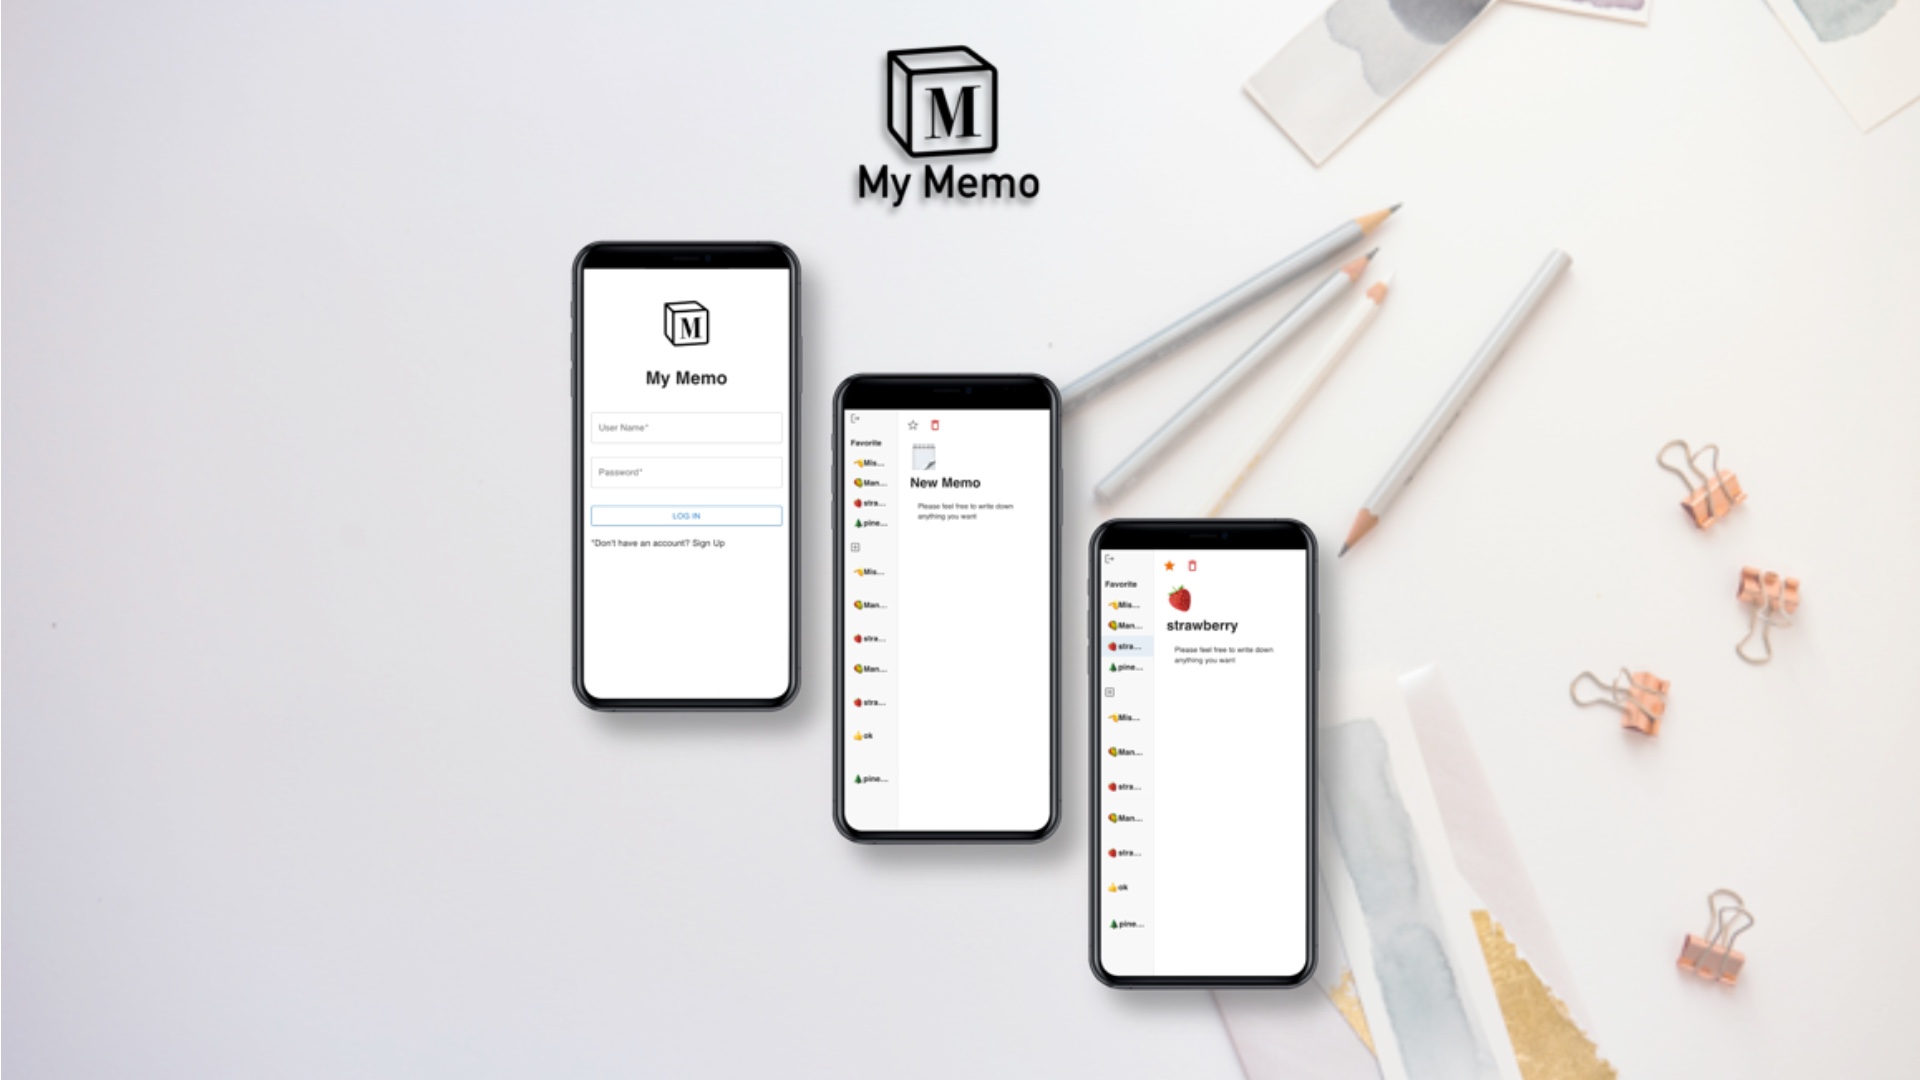 M
My Memo
M
My Memo
User Name*
Password*
LOG IN
*Don't have an account? Sign Up
Favorite
Mis...
Man...
stra...
pine...
Mis...
Man...
stra...
Man...
stra...
ok
pine...
New Memo
Please feel free to write down
anything you want
Favorite
Mis...
Man...
stra...
pine...
Mis...
Man...
stra...
Man...
stra...
ok
pine...
strawberry
Please feel free to write down
anything you want